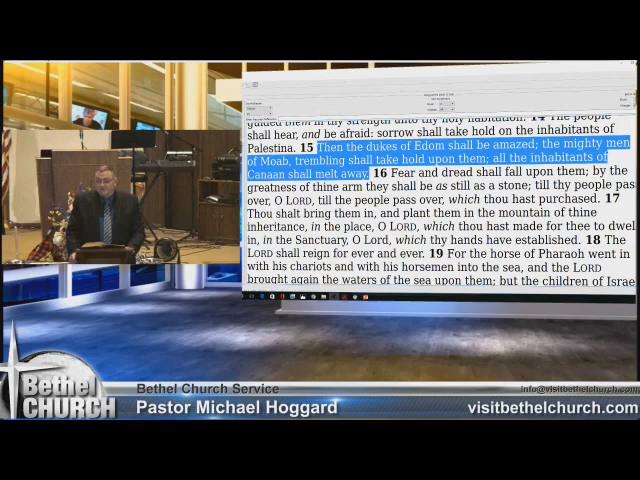 guided them in thy strength unto thy holy habitation. 14 The people
shall hear, and be afraid: sorrow shall take hold on the inhabitants of
Palestina. 15 Then the dukes of Edom shall be amazed; the mighty men
of Moab, trembling shall take hold upon them; all the inhabitants of
Canaan shall melt away. 16 Fear and dread shall fall upon them; by the
greatness of thine arm they shall be as still as a stone; till thy people pas
over, O LORD, till the people pass over, which thou hast purchased. 17
Thou shalt bring them in, and plant them in the mountain of thine
inheritance, in the place, O LORD, which thou hast made for thee to dwel
in, in the Sanctuary, O Lord, which thy hands have established. 18 The
LORD shall reign for ever and ever. 19 For the horse of Pharaoh went in
with his chariots and with his horsemen into the sea, and the LORD
brought again the waters of the sea upon them; but the children of Israe
Bethel
CHURCH
Bethel Church Service
info@visitbethelchurch.com
Pastor Michael Hoggard
visitbethelchurch.com